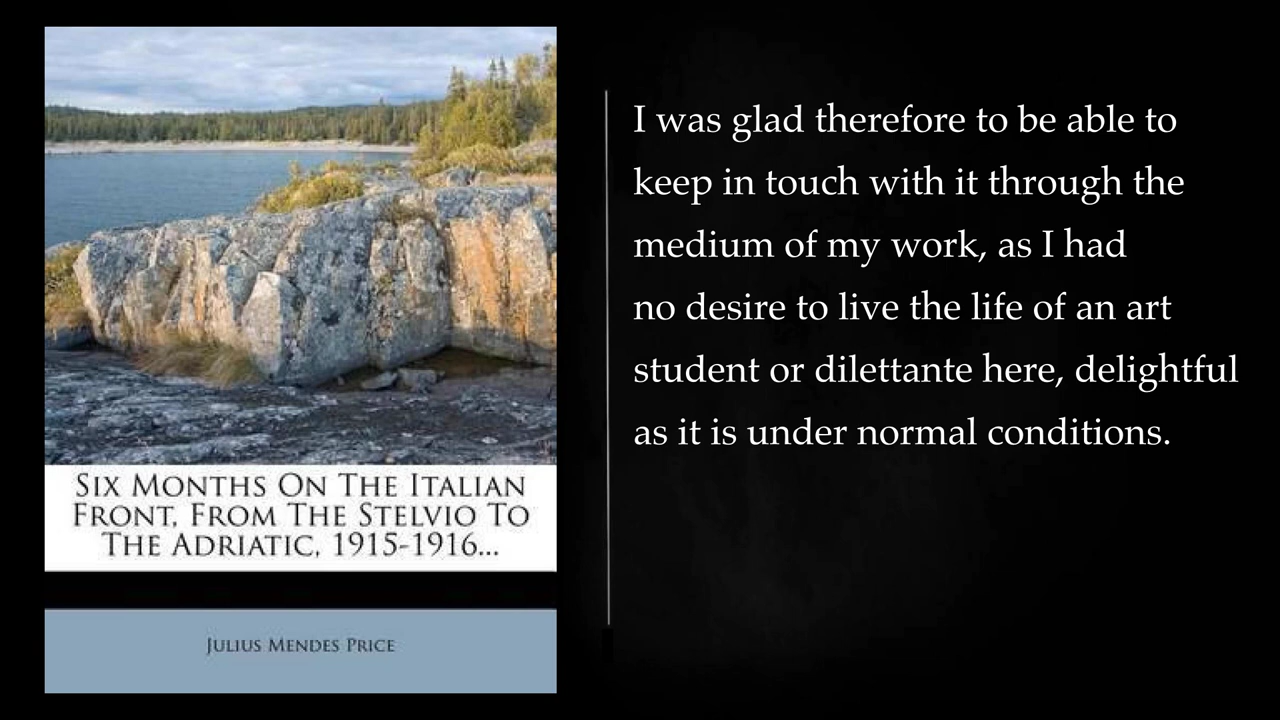 SIX MONTHS ON THE ITALIAN
FRONT, FROM THE STELVIO TO
THE ADRIATIC, 1915-1916...
JULIUS MENDES PRICE
I was glad therefore to be able to
keep in touch with it through the
medium of my work, as I had
no desire to live the life of an art
student or dilettante here, delightful
as it is under normal conditions.